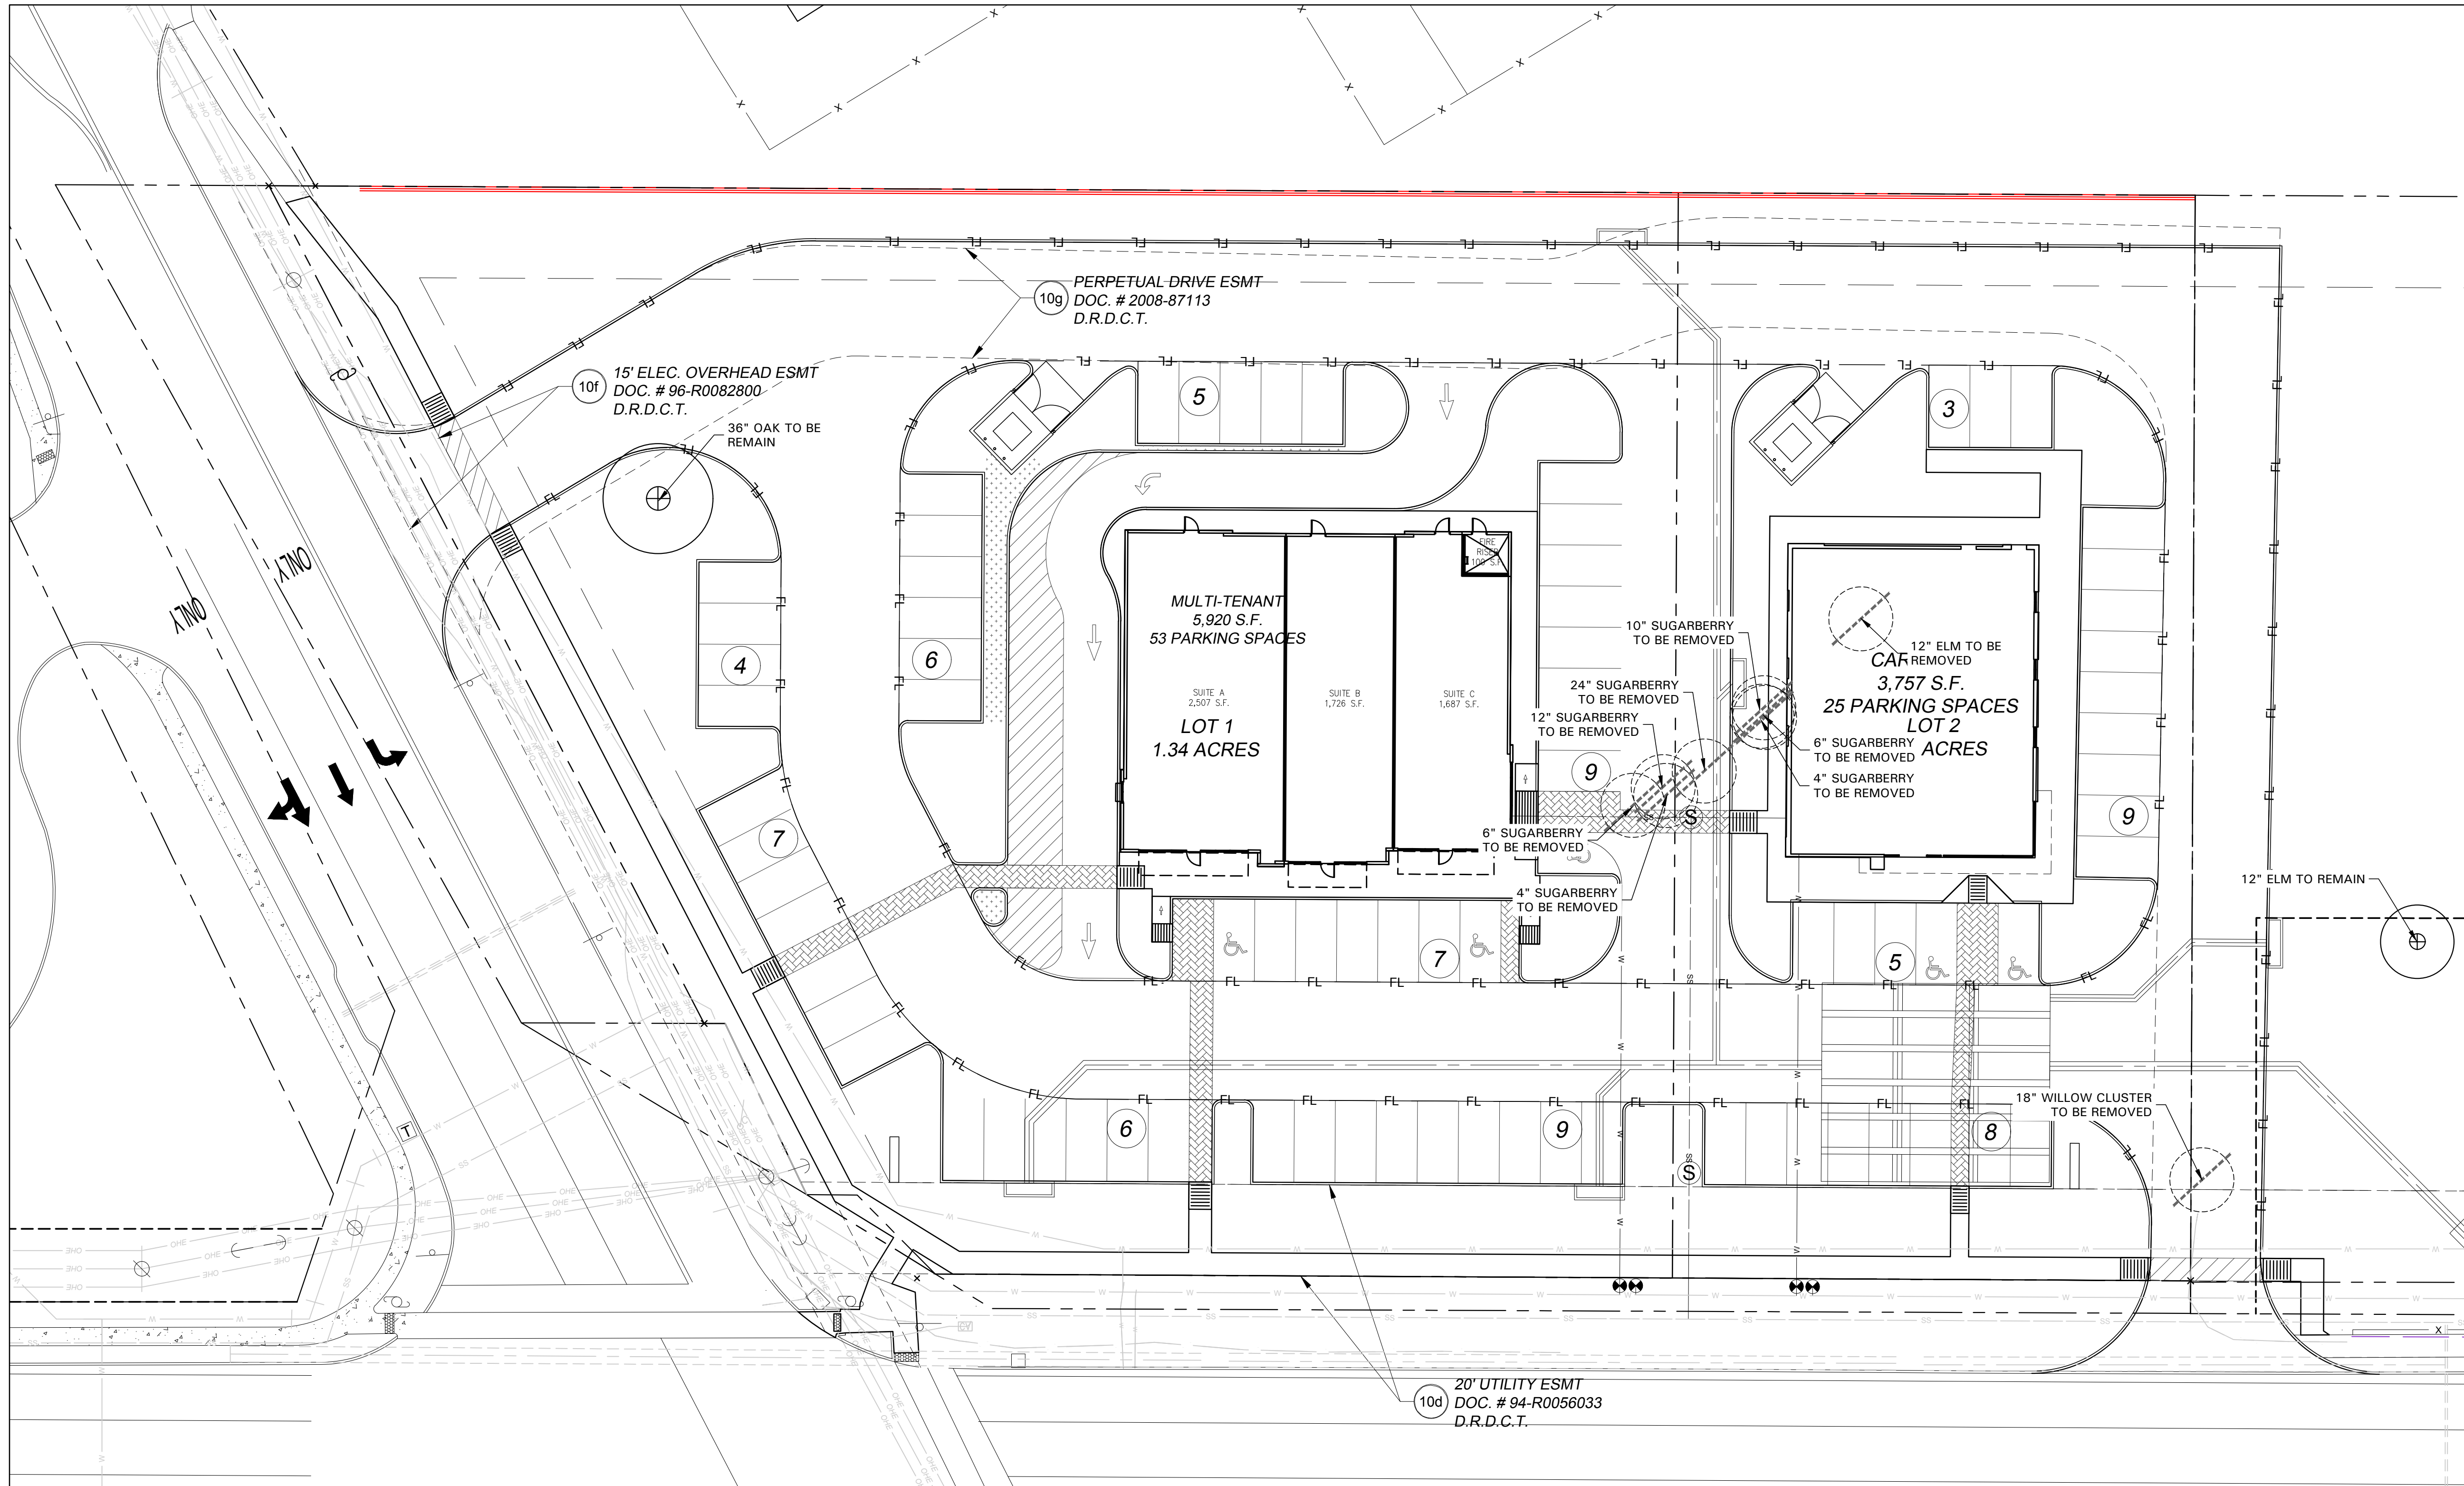 10g
PERPETUAL DRIVE ESMT
DOC. # 2008-87113
D.R.D.C.T.
10f
15' ELEC. OVERHEAD ESMT
DOC. # 96-R0082800
D.R.D.C.T.
36" OAK TO BE
REMAIN
5
3
ONLY
ONLY
FIRE
RISER
100 S.F.
MULTI-TENANT
5,920 S.F.
53 PARKING SPACES
SUITE A
2,507 S.F.
SUITE B
1,726 S.F.
SUITE C
1,687 S.F.
LOT 1
1.34 ACRES
4
6
10" SUGARBERRY
TO BE REMOVED
12" ELM TO BE
REMOVED
3,757 S.F.
25 PARKING SPACES
LOT 2
ACRES
24" SUGARBERRY
TO BE REMOVED
12" SUGARBERRY
TO BE REMOVED
6" SUGARBERRY
TO BE REMOVED
4" SUGARBERRY
TO BE REMOVED
9
7
9
6" SUGARBERRY
TO BE REMOVED
4" SUGARBERRY
TO BE REMOVED
12" ELM TO REMAIN
7
5
S
18" WILLOW CLUSTER
TO BE REMOVED
T
6
9
8
S
10d
20' UTILITY ESMT
DOC. # 94-R0056033
D.R.D.C.T.
FL
OHE
W
SS
X